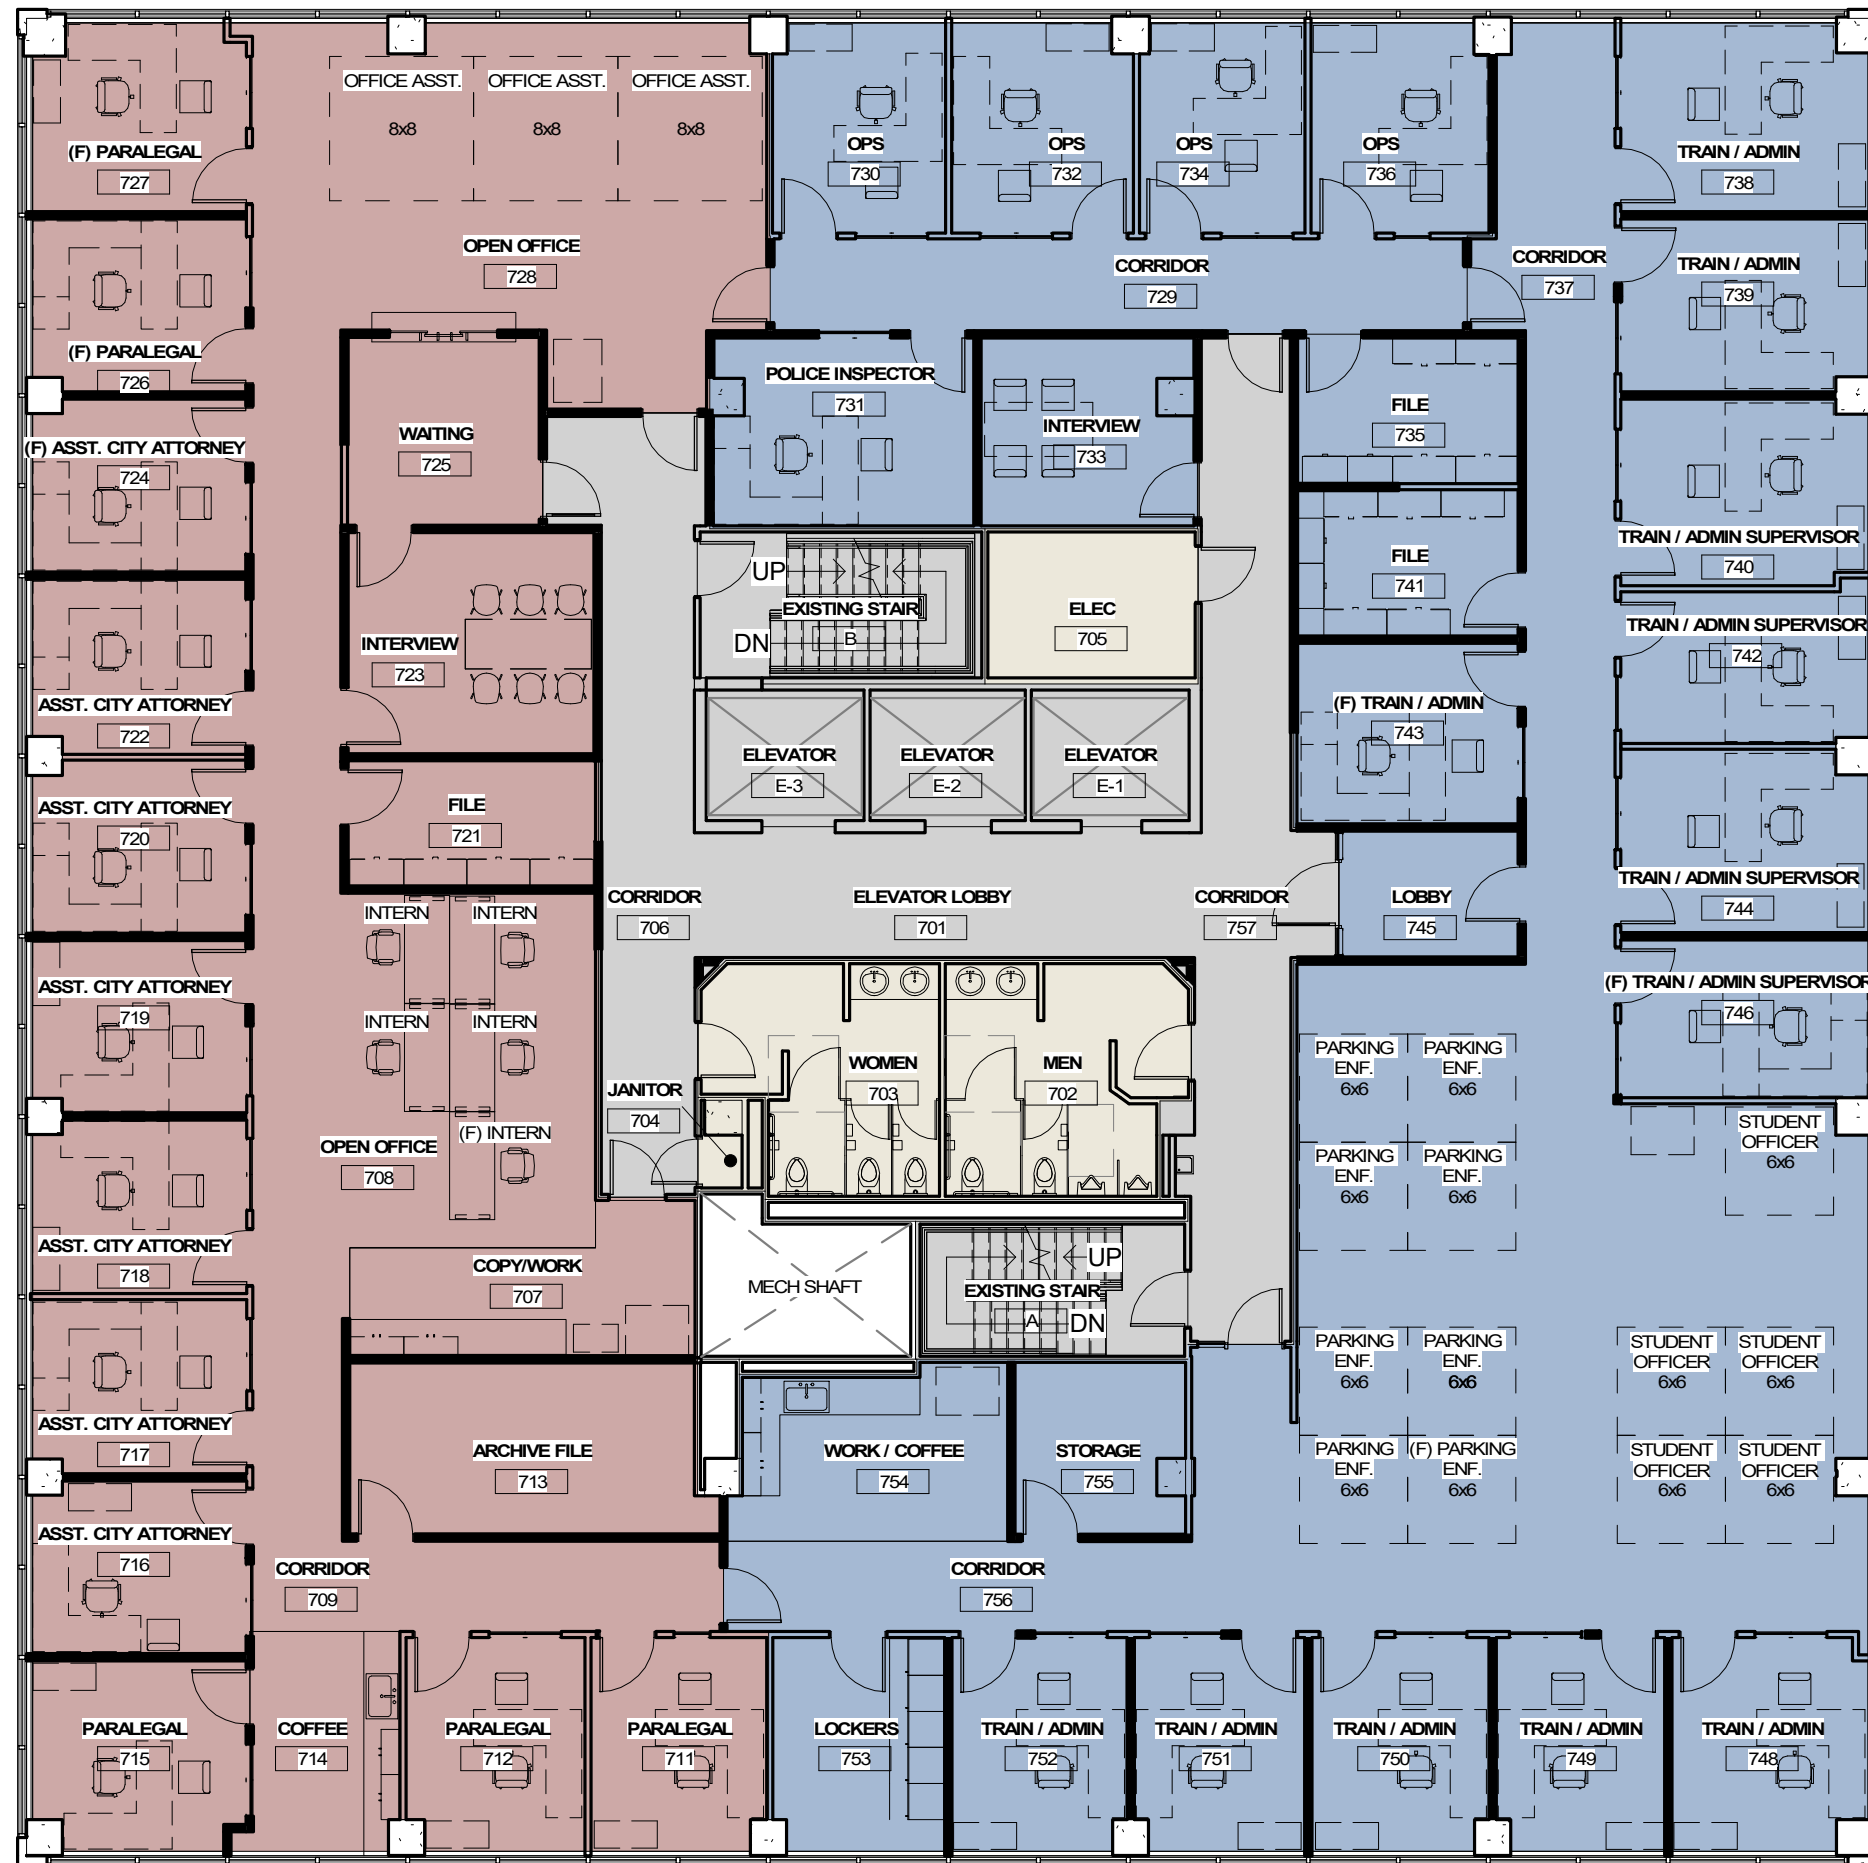 OFFICE ASST.
8x8
OFFICE ASST.
8x8
OFFICE ASST.
8x8
(F) PARALEGAL
727
OPS
730
OPS
732
OPS
734
OPS
736
TRAIN / ADMIN
738
OPEN OFFICE
728
CORRIDOR
729
CORRIDOR
737
TRAIN / ADMIN
739
(F) PARALEGAL
726
POLICE INSPECTOR
731
INTERVIEW
733
FILE
735
WAITING
725
(F) ASST. CITY ATTORNEY
724
TRAIN / ADMIN SUPERVISOR
740
FILE
741
UP
EXISTING STAIR
B
DN
ELEC
705
TRAIN / ADMIN SUPERVISOR
742
INTERVIEW
723
ASST. CITY ATTORNEY
722
(F) TRAIN / ADMIN
743
ELEVATOR
E-3
ELEVATOR
E-2
ELEVATOR
E-1
ASST. CITY ATTORNEY
720
FILE
721
TRAIN / ADMIN SUPERVISOR
744
CORRIDOR
706
ELEVATOR LOBBY
701
CORRIDOR
757
LOBBY
745
INTERN
INTERN
ASST. CITY ATTORNEY
719
(F) TRAIN / ADMIN SUPERVISOR
746
INTERN
INTERN
PARKING
ENF.
6x6
PARKING
ENF.
6x6
WOMEN
703
MEN
702
JANITOR
704
(F) INTERN
STUDENT
OFFICER
6x6
OPEN OFFICE
708
PARKING
ENF.
6x6
PARKING
ENF.
6x6
ASST. CITY ATTORNEY
718
COPY/WORK
707
MECH SHAFT
UP
EXISTING STAIR
A
DN
PARKING
ENF.
6x6
PARKING
ENF.
6x6
STUDENT
OFFICER
6x6
STUDENT
OFFICER
6x6
ASST. CITY ATTORNEY
717
ARCHIVE FILE
713
WORK / COFFEE
754
STORAGE
755
PARKING
ENF.
6x6
(F) PARKING
ENF.
6x6
STUDENT
OFFICER
6x6
STUDENT
OFFICER
6x6
ASST. CITY ATTORNEY
716
CORRIDOR
709
CORRIDOR
756
PARALEGAL
715
COFFEE
714
PARALEGAL
712
PARALEGAL
711
LOCKERS
753
TRAIN / ADMIN
752
TRAIN / ADMIN
751
TRAIN / ADMIN
750
TRAIN / ADMIN
749
TRAIN / ADMIN
748